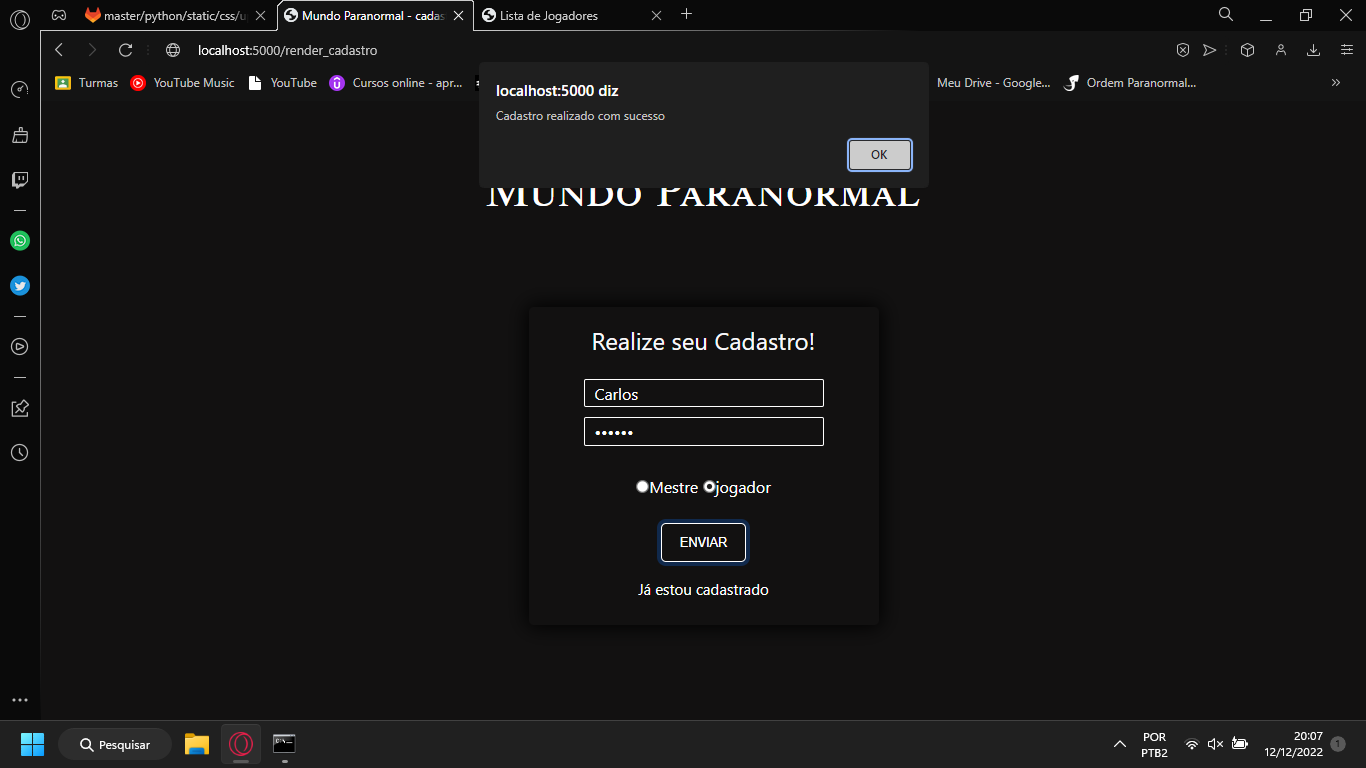 master/python/static/css/u
Mundo Paranormal - cadas
Lista de Jogadores
localhost:5000/render_cadastro
Turmas
YouTube Music
YouTube
Cursos online - apr...
Meu Drive - Google...
Ordem Paranormal...
localhost:5000 diz
Cadastro realizado com sucesso
OK
Mundo Paranormal
Realize seu Cadastro!
Carlos
••••••
Mestre jogador
ENVIAR
Já estou cadastrado
Pesquisar
POR
PTB2
20:07
12/12/2022
1